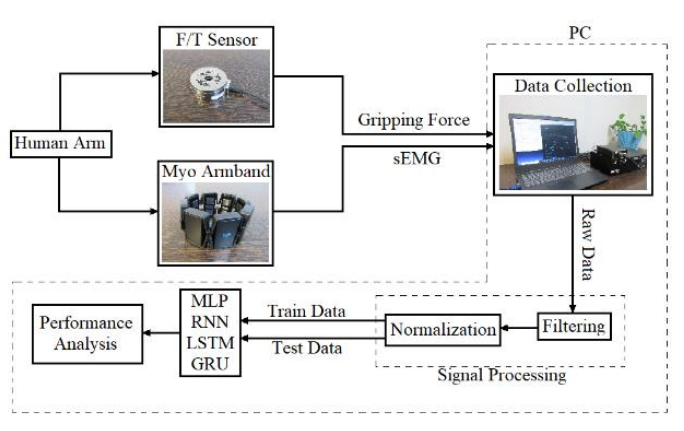 PC
F/T Sensor
Data Collection
Gripping Force
Human Arm
sEMG
Myo Armband
Raw Data
MLP
RNN
LSTM
GRU
Train Data
Test Data
Performance
Analysis
Normalization
Filtering
Signal Processing